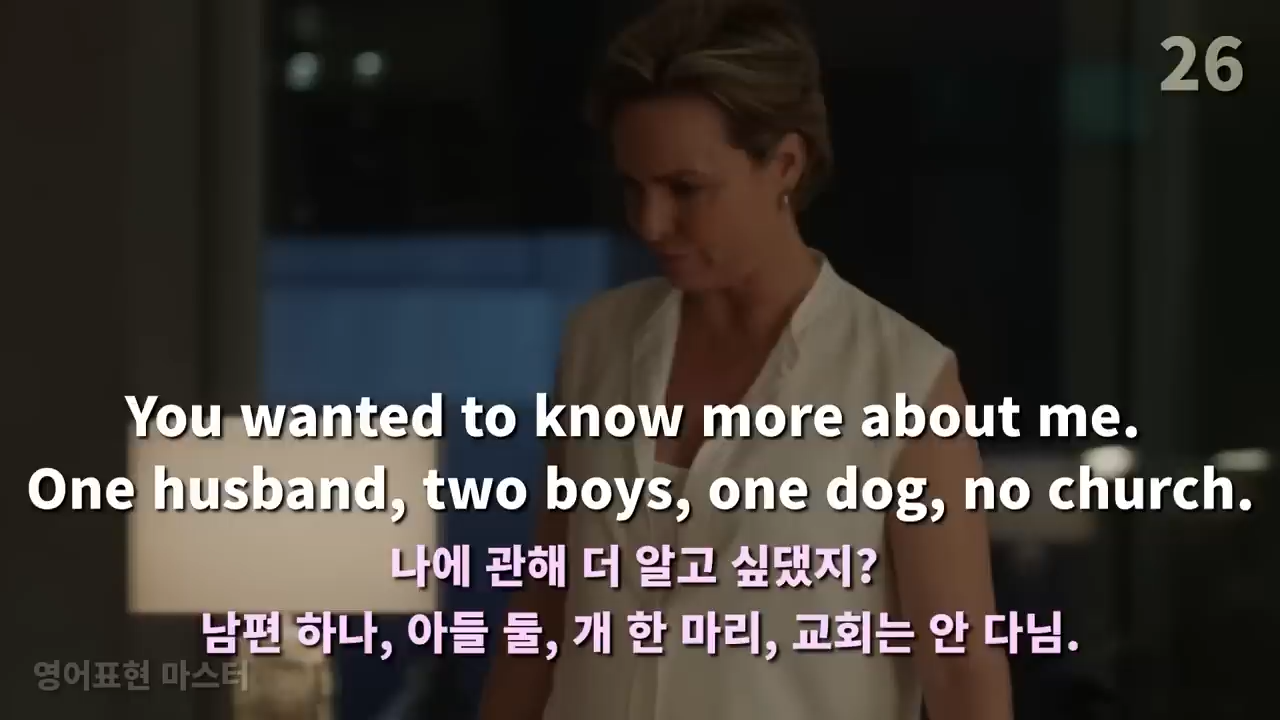 26
You wanted to know more about me.
One husband, two boys, one dog, no church.
나에 관해 더 알고 싶댔지?
남편 하나, 아들 둘, 개 한 마리, 교회는 안 다님.
영어표현 마스터